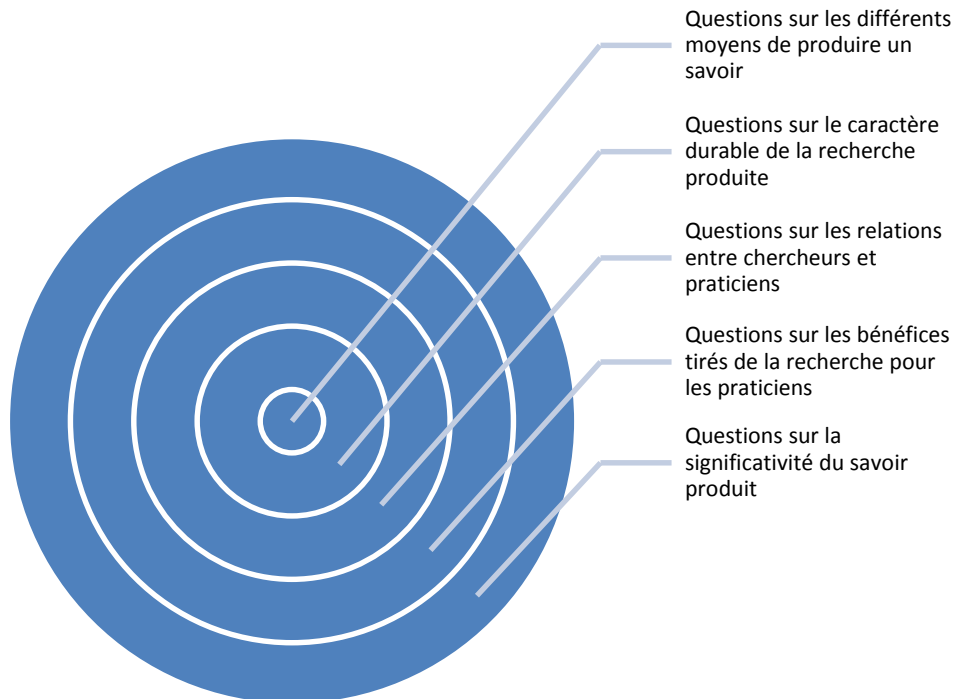 Questions sur les différents
moyens de produire un
savoir
Questions sur le caractère
durable de la recherche
produite
Questions sur les relations
entre chercheurs et
praticiens
Questions sur les bénéfices
tirés de la recherche pour
les praticiens
Questions sur la
significativité du savoir
produit